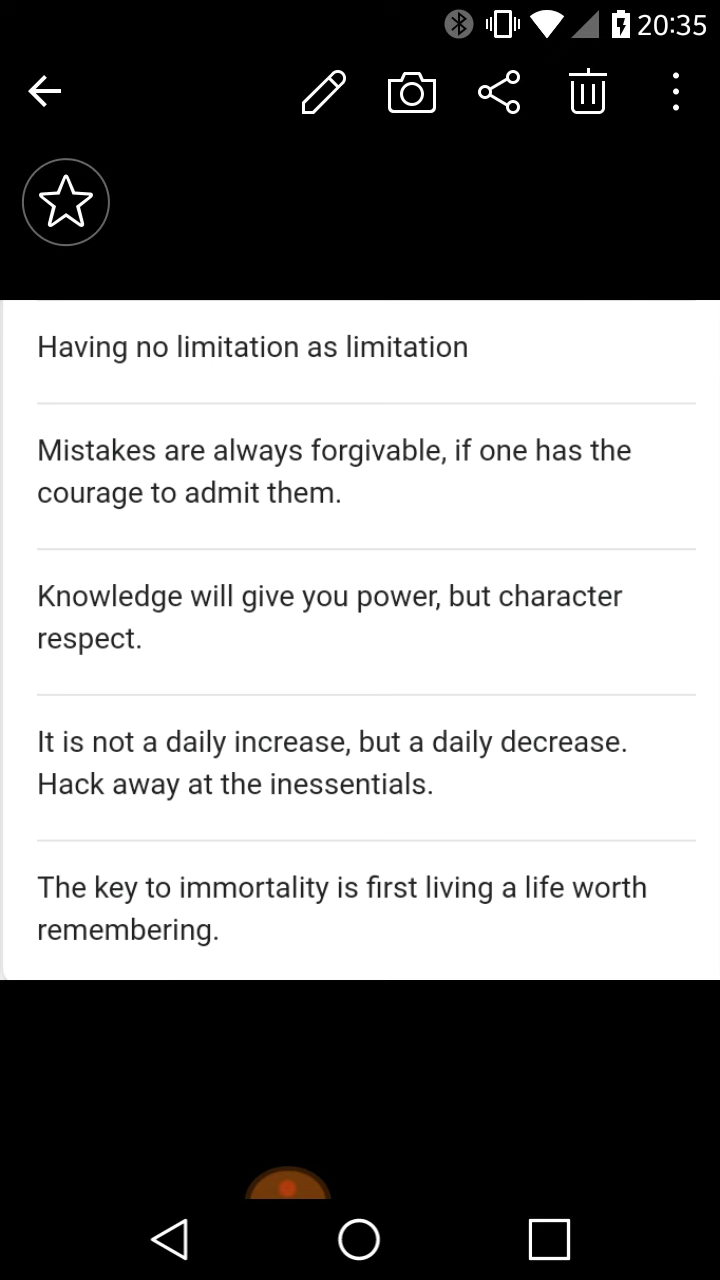 20:35
Having no limitation as limitation
Mistakes are always forgivable, if one has the
courage to admit them.
Knowledge will give you power, but character
respect.
It is not a daily increase, but a daily decrease.
Hack away at the inessentials.
The key to immortality is first living a life worth
remembering.